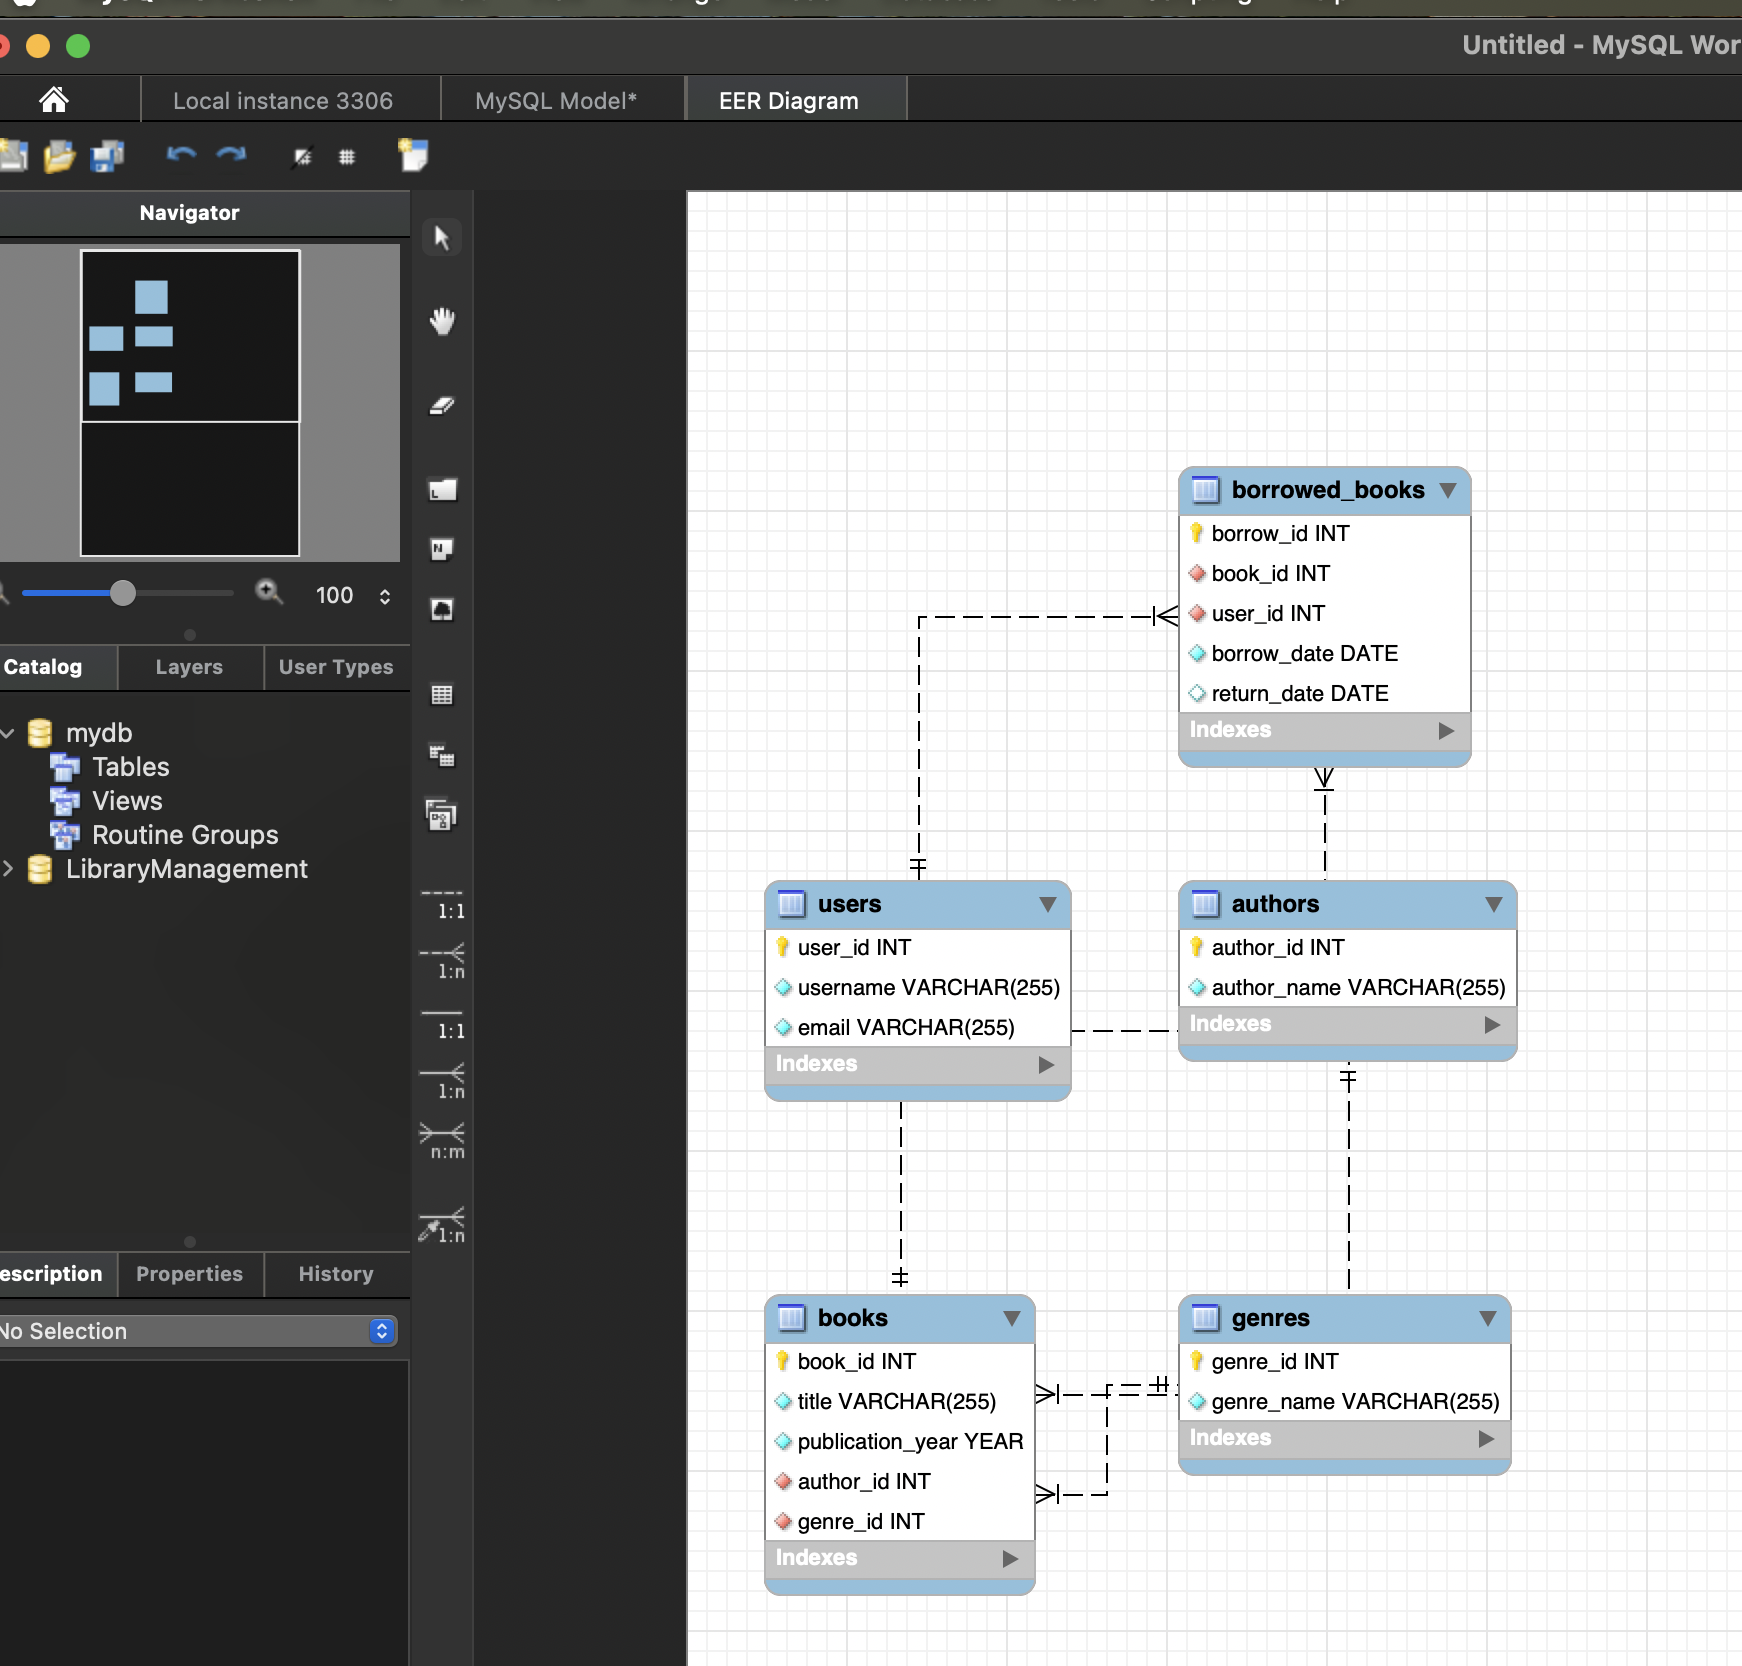 Untitled - MySQL Wor
Local instance 3306
MySQL Model*
EER Diagram
Navigator
100
Catalog
Layers
User Types
mydb
Tables
Views
Routine Groups
LibraryManagement
escription
Properties
History
No Selection
L
N
1:1
1:n
1:1
1:n
n:m
1:n
borrowed_books
borrow_id INT
book_id INT
user_id INT
borrow_date DATE
return_date DATE
Indexes
users
user_id INT
username VARCHAR(255)
email VARCHAR(255)
Indexes
authors
author_id INT
author_name VARCHAR(255)
Indexes
books
book_id INT
title VARCHAR(255)
publication_year YEAR
author_id INT
genre_id INT
Indexes
genres
genre_id INT
genre_name VARCHAR(255)
Indexes